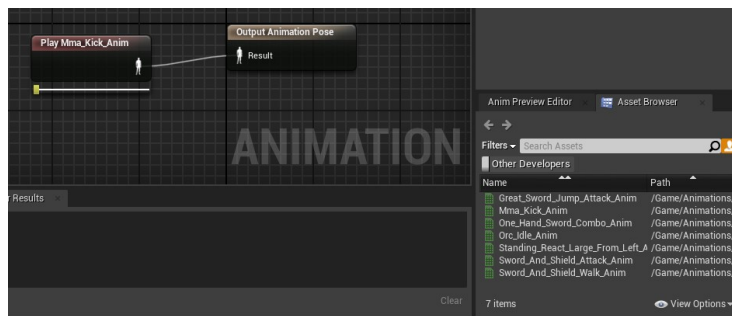 Play Mma_Kick_Anim
Output Animation Pose
Result
ANIMATION
r Results
Clear
Anim Preview Editor
Asset Browser
Filters
Search Assets
Other Developers
Name Path
Great_Sword_Jump_Attack_Anim /Game/Animations
Mma_Kick_Anim /Game/Animations
One_Hand_Sword_Combo_Anim /Game/Animations
Orc_Idle_Anim /Game/Animations
Standing_React_Large_From_Left_A /Game/Animations
Sword_And_Shield_Attack_Anim /Game/Animations
Sword_And_Shield_Walk_Anim /Game/Animations
7 items
View Options